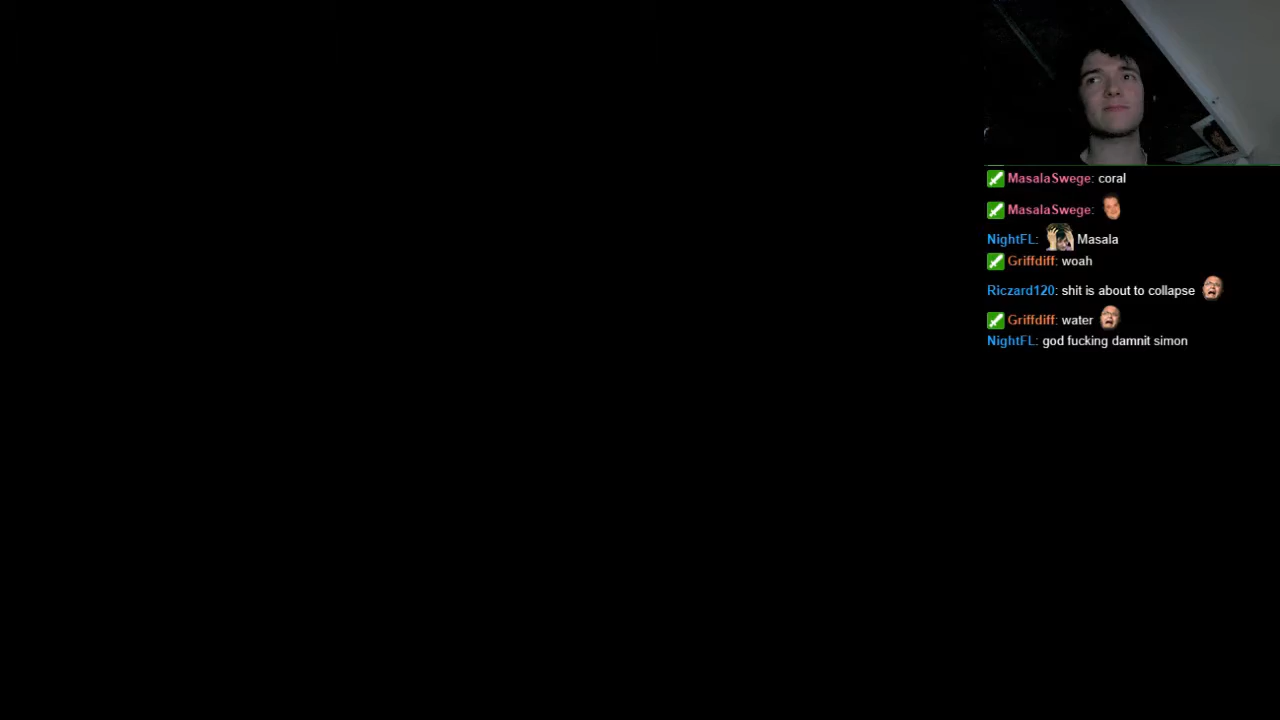 MasalaSwege: coral
MasalaSwege:
NightFL: Masala
Griffdiff: woah
Riczard120: shit is about to collapse
Griffdiff: water
NightFL: god fucking damnit simon